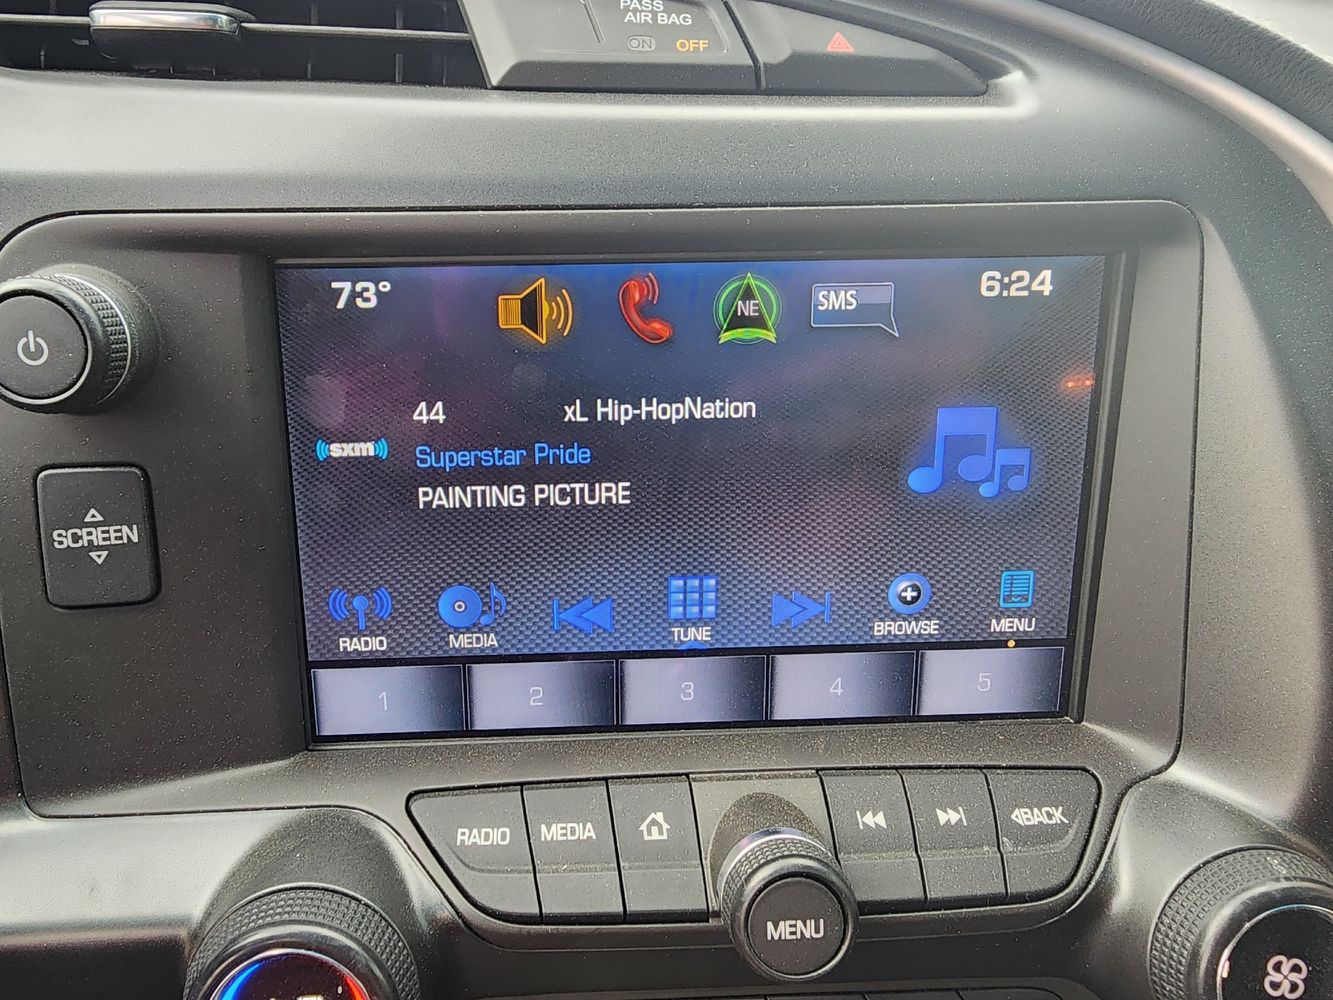 PASS
AIR BAG
ON OFF
73° NE SMS 6:24
44 xL Hip-HopNation
sxm
Superstar Pride
PAINTING PICTURE
RADIO MEDIA TUNE BROWSE MENU
1 2 3 4 5
SCREEN
RADIO MEDIA BACK
MENU